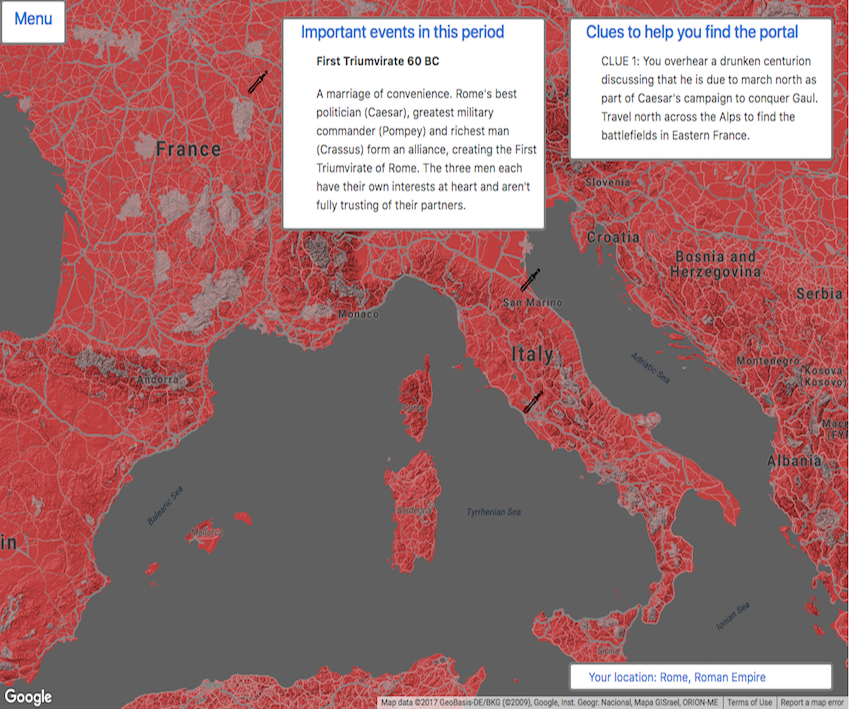 Menu
Important events in this period
First Triumvirate 60 BC
A marriage of convenience. Rome's best
politician (Caesar), greatest military
commander (Pompey) and richest man
(Crassus) form an alliance, creating the First
Triumvirate of Rome. The three men each
have their own interests at heart and aren't
fully trusting of their partners.
Clues to help you find the portal
CLUE 1: You overhear a drunken centurion
discussing that he is due to march north as
part of Caesar's campaign to conquer Gaul.
Travel north across the Alps to find the
battlefields in Eastern France.
France
Slovenia
Croatia
Bosnia and
Herzegovina
Serbia
San Marino
Monaco
Italy
Adriatic Sea
Montenegro
Kosova
(Kosovo)
Andorra
Mace
(FYR
Albania
Balearic Sea
Sardegna
Tyrrhenian Sea
Mallorca
in
Ionian Sea
Sicilia
Your location: Rome, Roman Empire
Google
Map data ©2017 GeoBasis-DE/BKG (©2009), Google, Inst. Geogr. Nacional, Mapa GISrael, ORION-ME
Terms of Use
Report a map error